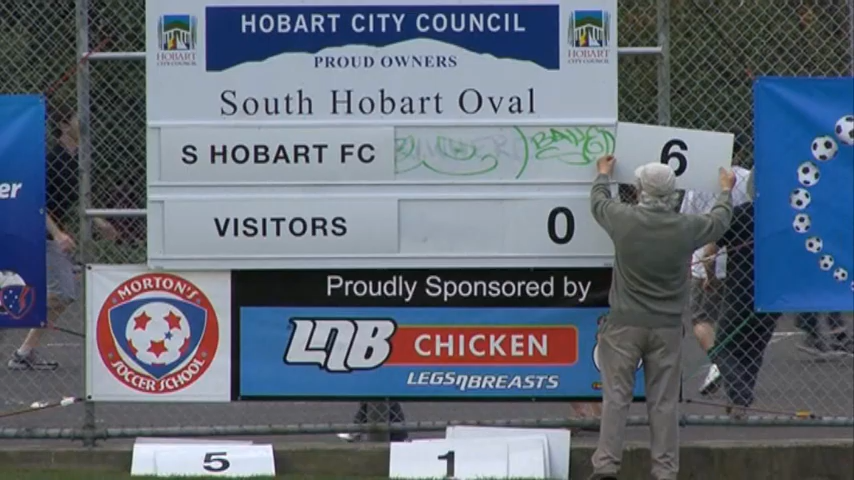 HOBART CITY COUNCIL
PROUD OWNERS
HOBART
CITY COUNCIL
HOBART
CITY COUNCIL
South Hobart Oval
S HOBART FC
6
VISITORS 0
er
MORTON'S
SOCCER SCHOOL
Proudly Sponsored by
LNB CHICKEN
LEGSnBREASTS
5
1